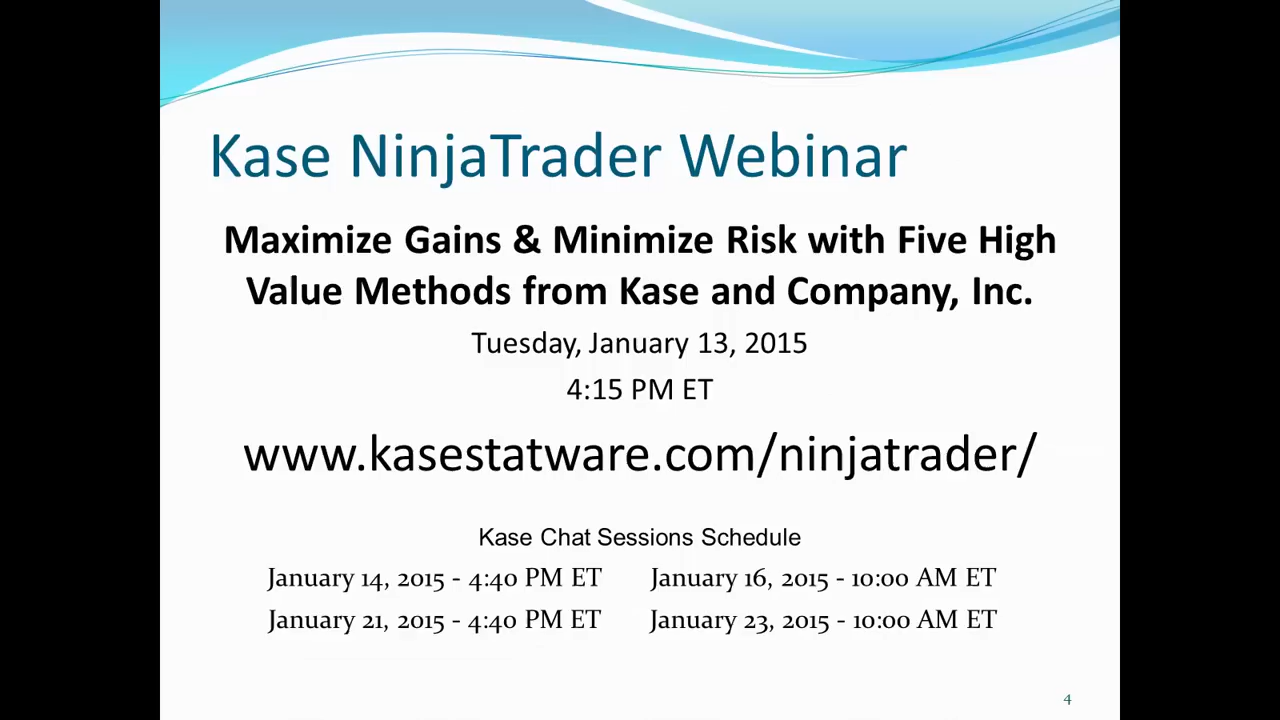 Kase NinjaTrader Webinar
Maximize Gains & Minimize Risk with Five High
Value Methods from Kase and Company, Inc.
Tuesday, January 13, 2015
4:15 PM ET
www.kasestatware.com/ninjatrader/
Kase Chat Sessions Schedule
January 14, 2015 - 4:40 PM ET January 16, 2015 - 10:00 AM ET
January 21, 2015 - 4:40 PM ET January 23, 2015 - 10:00 AM ET
4